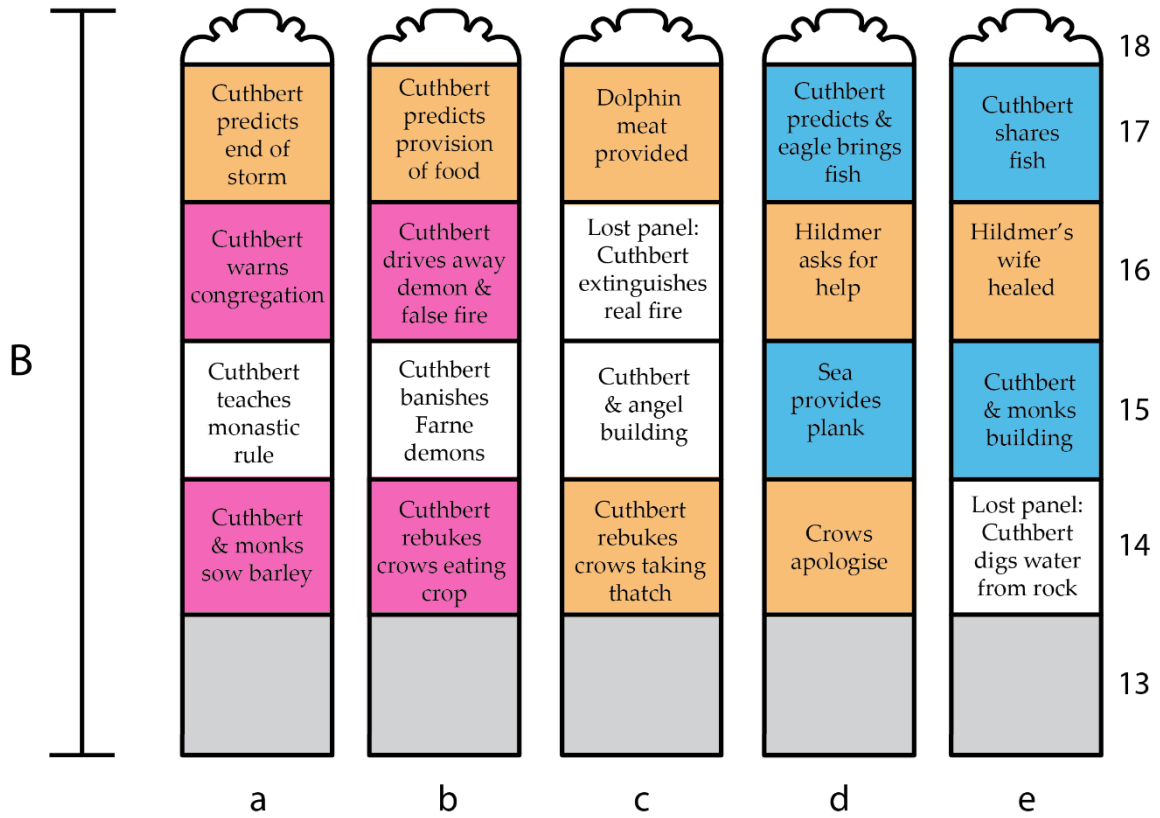 18
Cuthbert
predicts
end of
storm
Cuthbert
predicts
provision
of food
Dolphin
meat
provided
Cuthbert
predicts &
eagle brings
fish
Cuthbert
shares
fish
17
Cuthbert
warns
congregation
Cuthbert
drives away
demon &
false fire
Lost panel:
Cuthbert
extinguishes
real fire
Hildmer
asks for
help
Hildmer's
wife
healed
16
B
Cuthbert
teaches
monastic
rule
Cuthbert
banishes
Farne
demons
Cuthbert
& angel
building
Sea
provides
plank
Cuthbert
& monks
building
15
Cuthbert
& monks
sow barley
Cuthbert
rebukes
crows eating
crop
Cuthbert
rebukes
crows taking
thatch
Crows
apologise
Lost panel:
Cuthbert
digs water
from rock
14
13
a b c d e